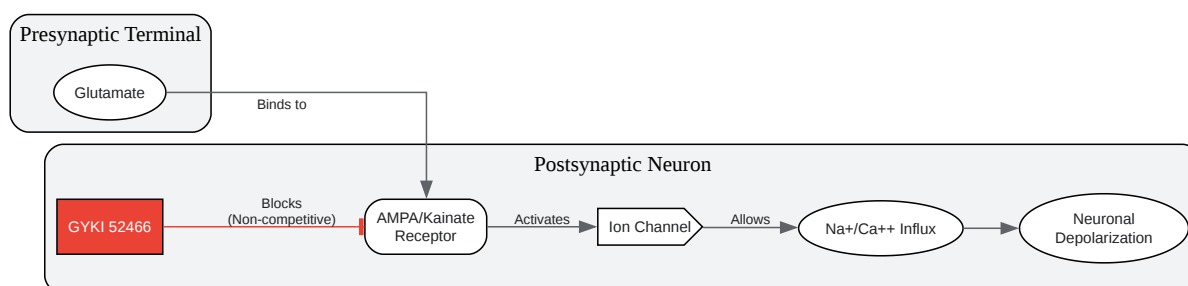 Presynaptic Terminal
Glutamate
Binds to
Postsynaptic Neuron
GYKI 52466
Blocks
(Non-competitive)
AMPA/Kainate
Receptor
Activates
Ion Channel
Allows
Na+/Ca++ Influx
Neuronal
Depolarization